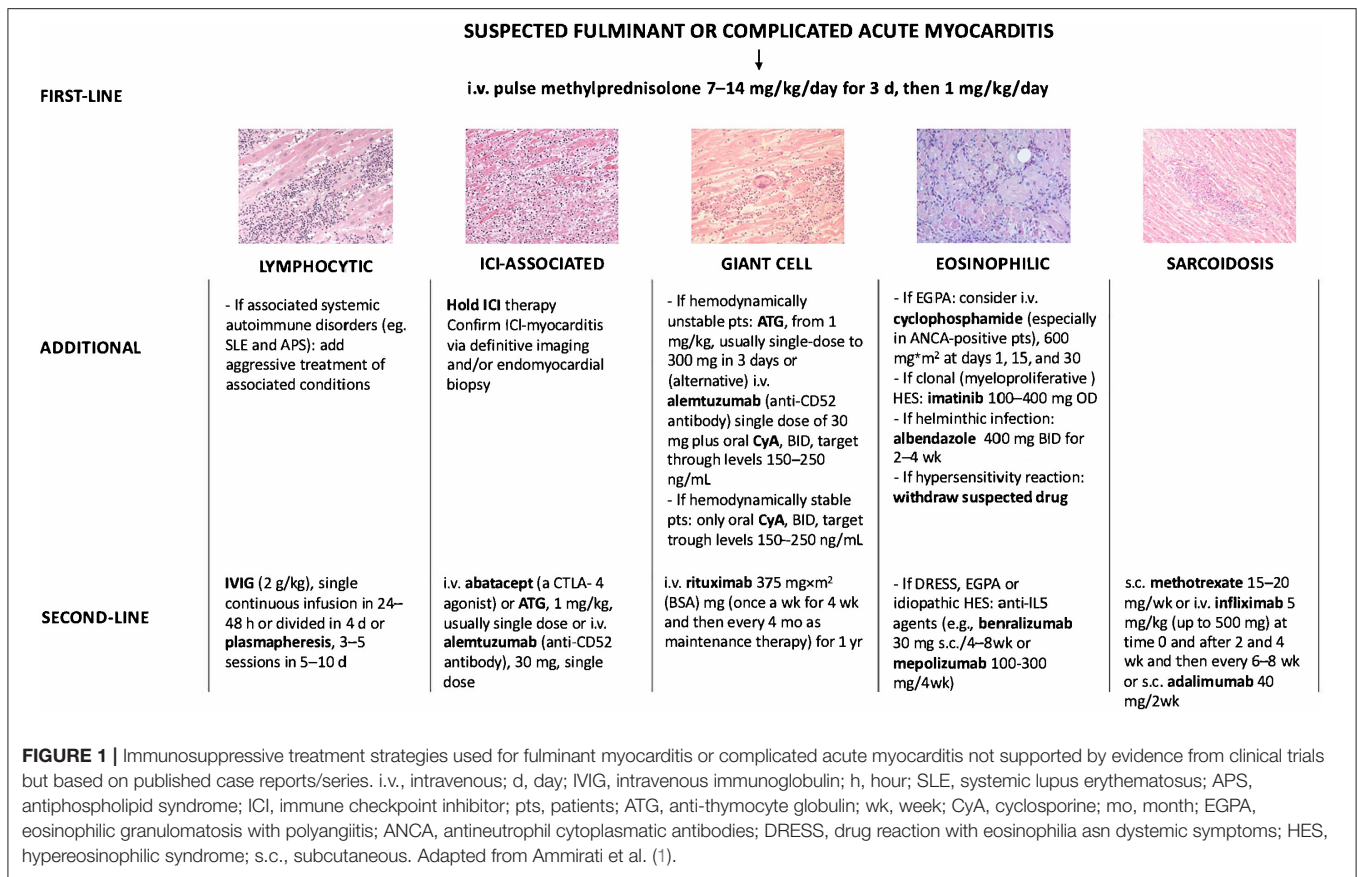 SUSPECTED FULMINANT OR COMPLICATED ACUTE MYOCARDITIS
FIRST-LINE
i.v. pulse methylprednisolone 7–14 mg/kg/day for 3 d, then 1 mg/kg/day
LYMPHOCYTIC
ICI-ASSOCIATED
GIANT CELL
EOSINOPHILIC
SARCOIDOSIS
ADDITIONAL
- If associated systemic
autoimmune disorders (eg.
SLE and APS): add
aggressive treatment of
associated conditions
Hold ICI therapy
Confirm ICI-myocarditis
via definitive imaging
and/or endomyocardial
biopsy
- If hemodynamically
unstable pts: ATG, from 1
mg/kg, usually single-dose to
300 mg in 3 days or
(alternative) i.v.
alemtuzumab (anti-CD52
antibody) single dose of 30
mg plus oral CyA, BID, target
through levels 150–250
ng/mL
- If hemodynamically stable
pts: only oral CyA, BID, target
trough levels 150–250 ng/mL
- If EGPA: consider i.v.
cyclophosphamide (especially
in ANCA-positive pts), 600
mg*m² at days 1, 15, and 30
- If clonal (myeloproliferative )
HES: imatinib 100–400 mg OD
- If helminthic infection:
albendazole 400 mg BID for
2–4 wk
- If hypersensitivity reaction:
withdraw suspected drug
SECOND-LINE
IVIG (2 g/kg), single
continuous infusion in 24–
48 h or divided in 4 d or
plasmapheresis, 3–5
sessions in 5–10 d
i.v. abatacept (a CTLA- 4
agonist) or ATG, 1 mg/kg,
usually single dose or i.v.
alemtuzumab (anti-CD52
antibody), 30 mg, single
dose
i.v. rituximab 375 mg×m²
(BSA) mg (once a wk for 4 wk
and then every 4 mo as
maintenance therapy) for 1 yr
- If DRESS, EGPA or
idiopathic HES: anti-IL5
agents (e.g., benralizumab
30 mg s.c./4–8wk or
mepolizumab 100-300
mg/4wk)
s.c. methotrexate 15–20
mg/wk or i.v. infliximab 5
mg/kg (up to 500 mg) at
time 0 and after 2 and 4
wk and then every 6–8 wk
or s.c. adalimumab 40
mg/2wk
FIGURE 1 | Immunosuppressive treatment strategies used for fulminant myocarditis or complicated acute myocarditis not supported by evidence from clinical trials
but based on published case reports/series. i.v., intravenous; d, day; IVIG, intravenous immunoglobulin; h, hour; SLE, systemic lupus erythematosus; APS,
antiphospholipid syndrome; ICI, immune checkpoint inhibitor; pts, patients; ATG, anti-thymocyte globulin; wk, week; CyA, cyclosporine; mo, month; EGPA,
eosinophilic granulomatosis with polyangiitis; ANCA, antineutrophil cytoplasmatic antibodies; DRESS, drug reaction with eosinophilia asn dystemic symptoms; HES,
hypereosinophilic syndrome; s.c., subcutaneous. Adapted from Ammirati et al. (1).